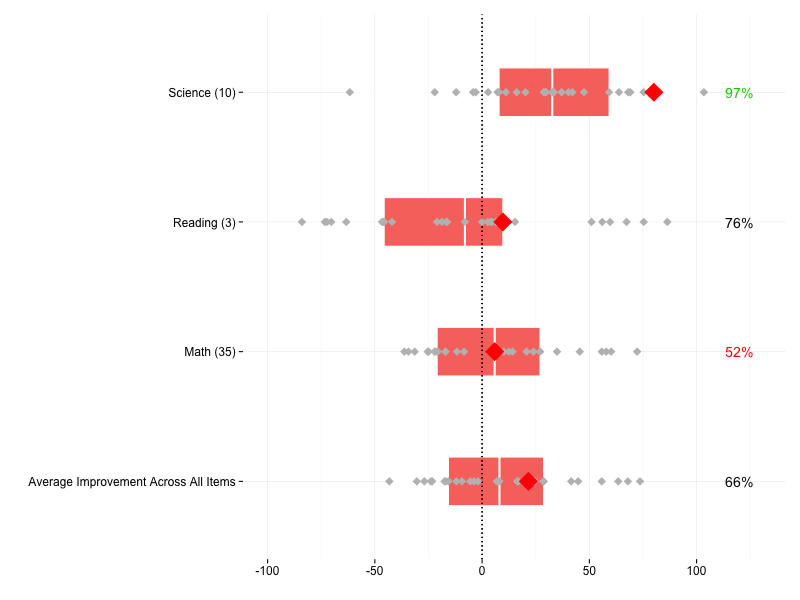 Science (10) 97%
Reading (3) 76%
Math (35) 52%
Average Improvement Across All Items 66%
-100 -50 0 50 100